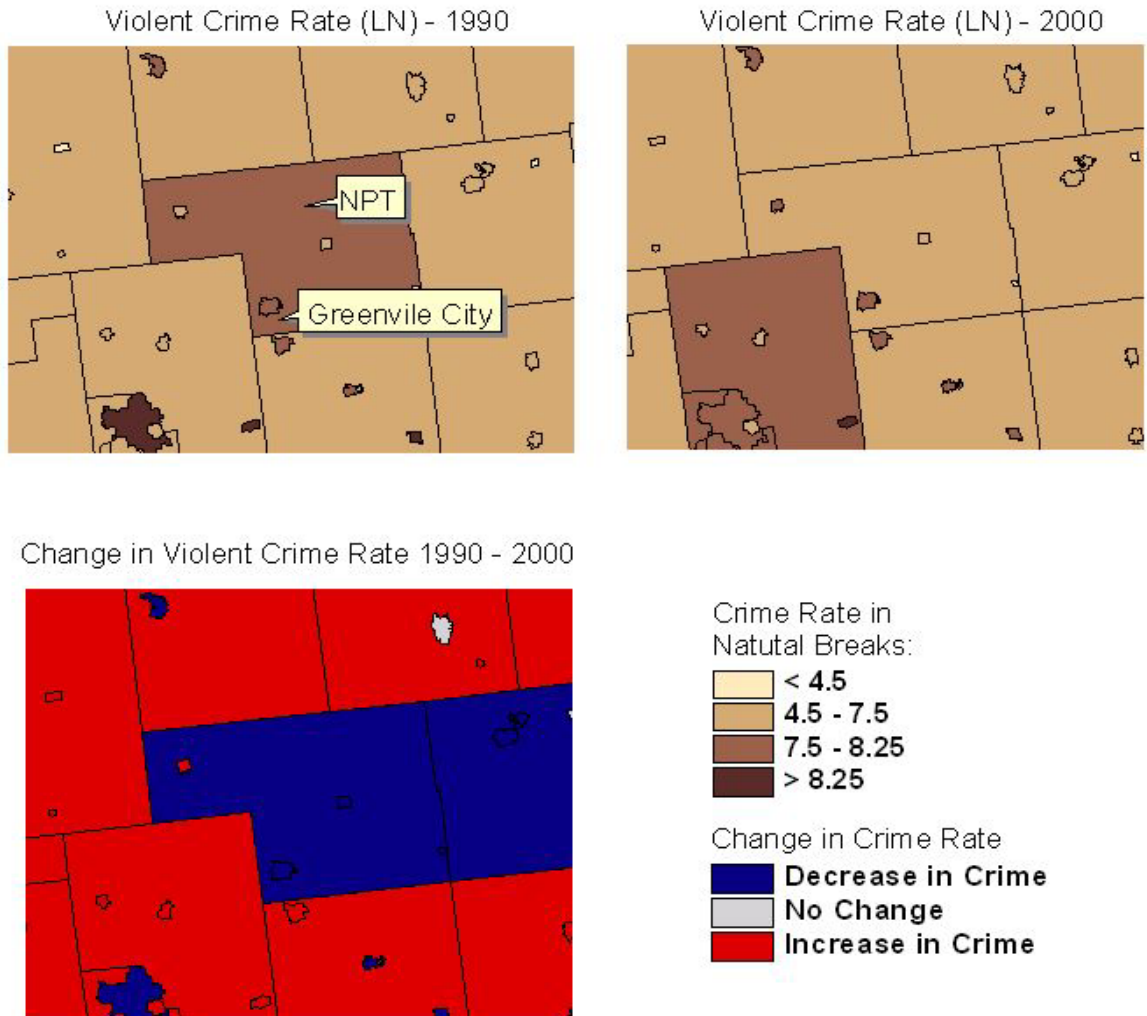 Violent Crime Rate (LN) - 1990
Violent Crime Rate (LN) - 2000
NPT
Greenvile City
Change in Violent Crime Rate 1990 - 2000
Crime Rate in
Natutal Breaks:
< 4.5
4.5 - 7.5
7.5 - 8.25
> 8.25
Change in Crime Rate
Decrease in Crime
No Change
Increase in Crime